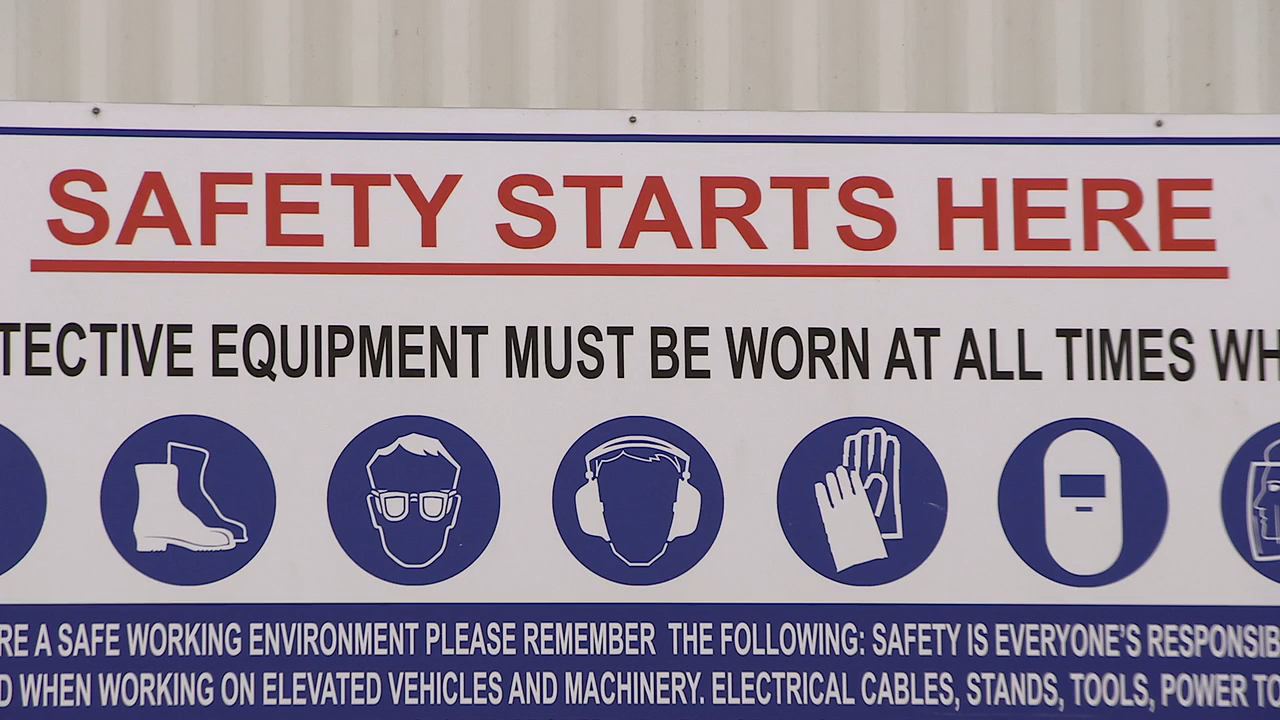 SAFETY STARTS HERE
TECTIVE EQUIPMENT MUST BE WORN AT ALL TIMES WH
RE A SAFE WORKING ENVIRONMENT PLEASE REMEMBER THE FOLLOWING: SAFETY IS EVERYONE'S RESPONSIB
D WHEN WORKING ON ELEVATED VEHICLES AND MACHINERY. ELECTRICAL CABLES, STANDS, TOOLS, POWER TO